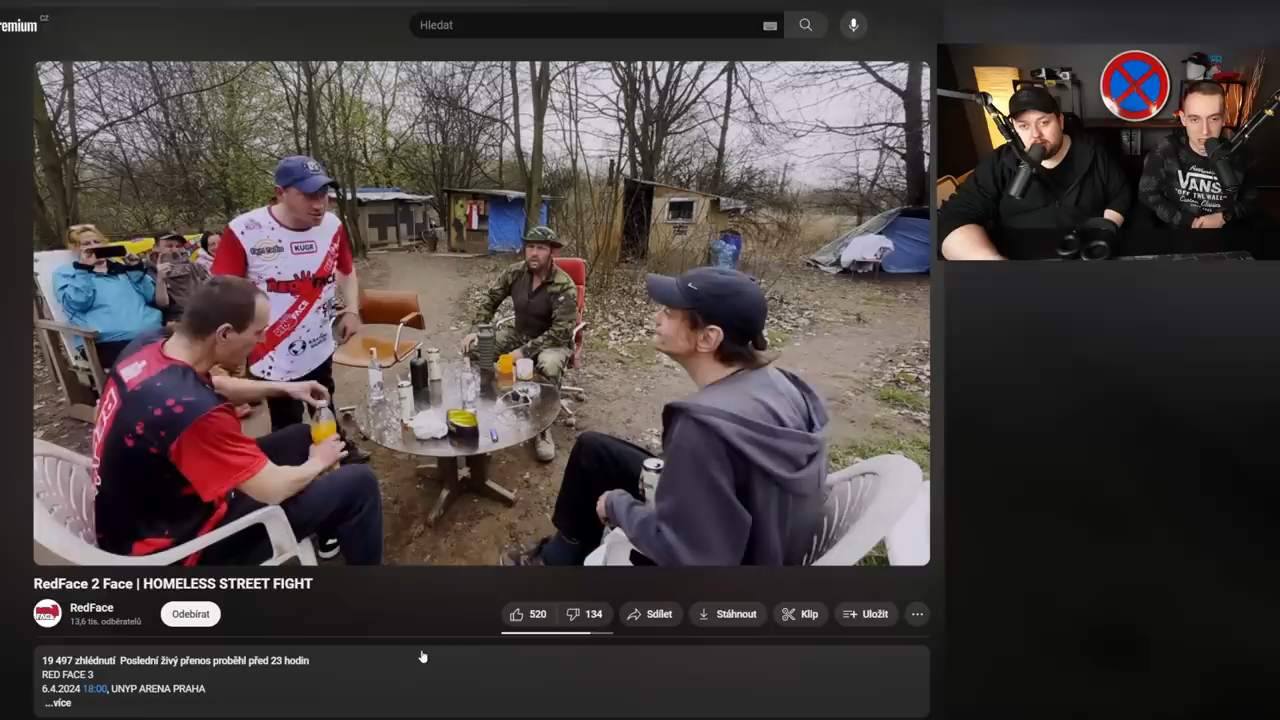 remium CZ
Hledat
KUGR
RED FACE
VANS
"OFF THE WALL"
RedFace 2 Face | HOMELESS STREET FIGHT
RedFace
13,6 tis. odběratelů
Odebírat
520
134
Sdílet
Stáhnout
Klip
Uložit
19 497 zhlédnutí Poslední živý přenos proběhl před 23 hodin
RED FACE 3
6.4.2024 18:00, UNYP ARENA PRAHA
...více